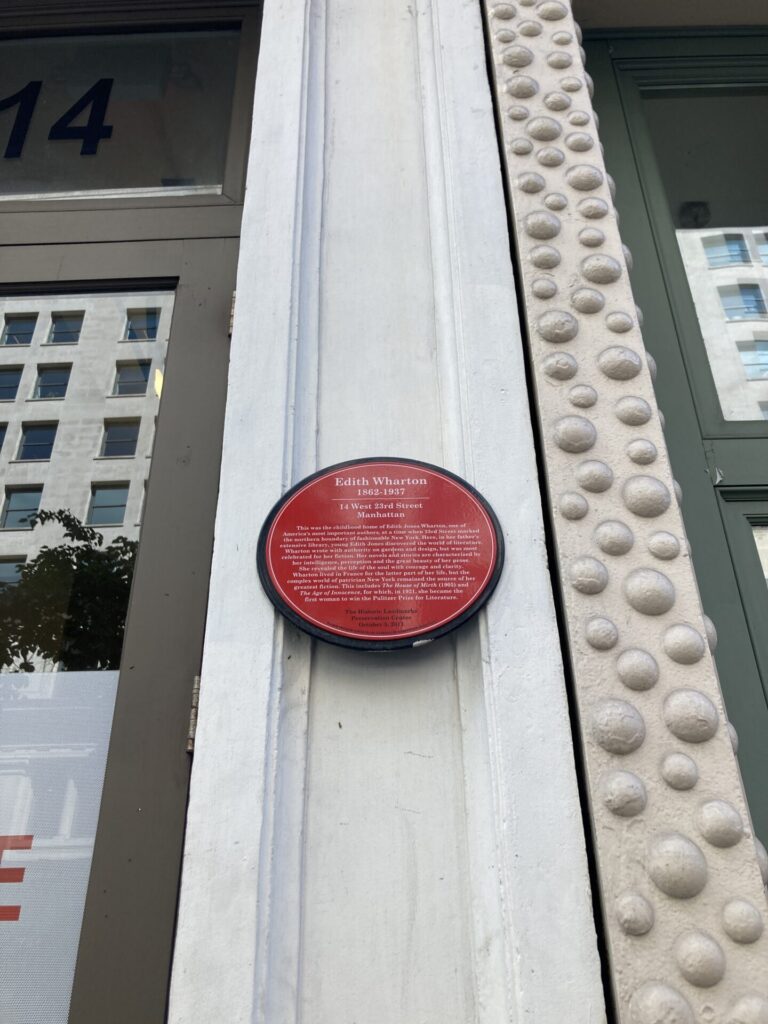 14
Edith Wharton
1862-1937
14 West 23rd Street
Manhattan
This was the childhood home of Edith Jones Wharton, one of
America's most important authors, at a time when 23rd Street marked
the northern boundary of fashionable New York. Here, in her father's
extensive library, young Edith Jones discovered the world of literature.
Wharton wrote with authority on gardens and design, but was most
celebrated for her fiction. Her novels and stories are characterized by
her intelligence, perception and the great beauty of her prose.
She revealed the life of the soul with courage and clarity.
Wharton lived in France for the latter part of her life, but the
complex world of patrician New York remained the source of her
greatest fiction. This includes The House of Mirth (1905) and
The Age of Innocence, for which, in 1921, she became the
first woman to win the Pulitzer Prize for Literature.
The Historic Landmarks
Preservation Center
October 5, 2013
E